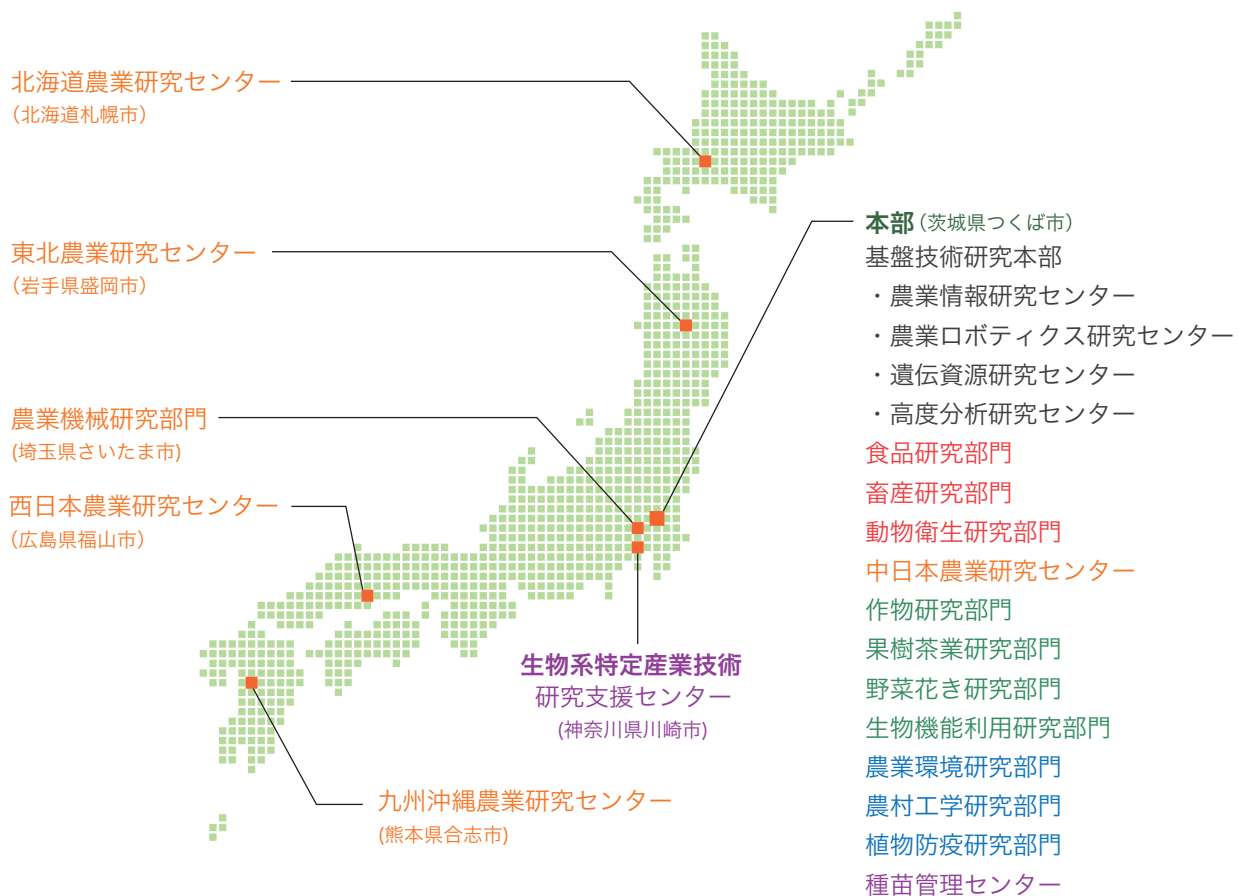 北海道農業研究センター
（北海道札幌市）
東北農業研究センター
（岩手県盛岡市）
農業機械研究部門
(埼玉県さいたま市)
西日本農業研究センター
（広島県福山市）
生物系特定産業技術
研究支援センター
(神奈川県川崎市)
九州沖縄農業研究センター
(熊本県合志市)
本部（茨城県つくば市）
基盤技術研究本部
・農業情報研究センター
・農業ロボティクス研究センター
・遺伝資源研究センター
・高度分析研究センター
食品研究部門
畜産研究部門
動物衛生研究部門
中日本農業研究センター
作物研究部門
果樹茶業研究部門
野菜花き研究部門
生物機能利用研究部門
農業環境研究部門
農村工学研究部門
植物防疫研究部門
種苗管理センター